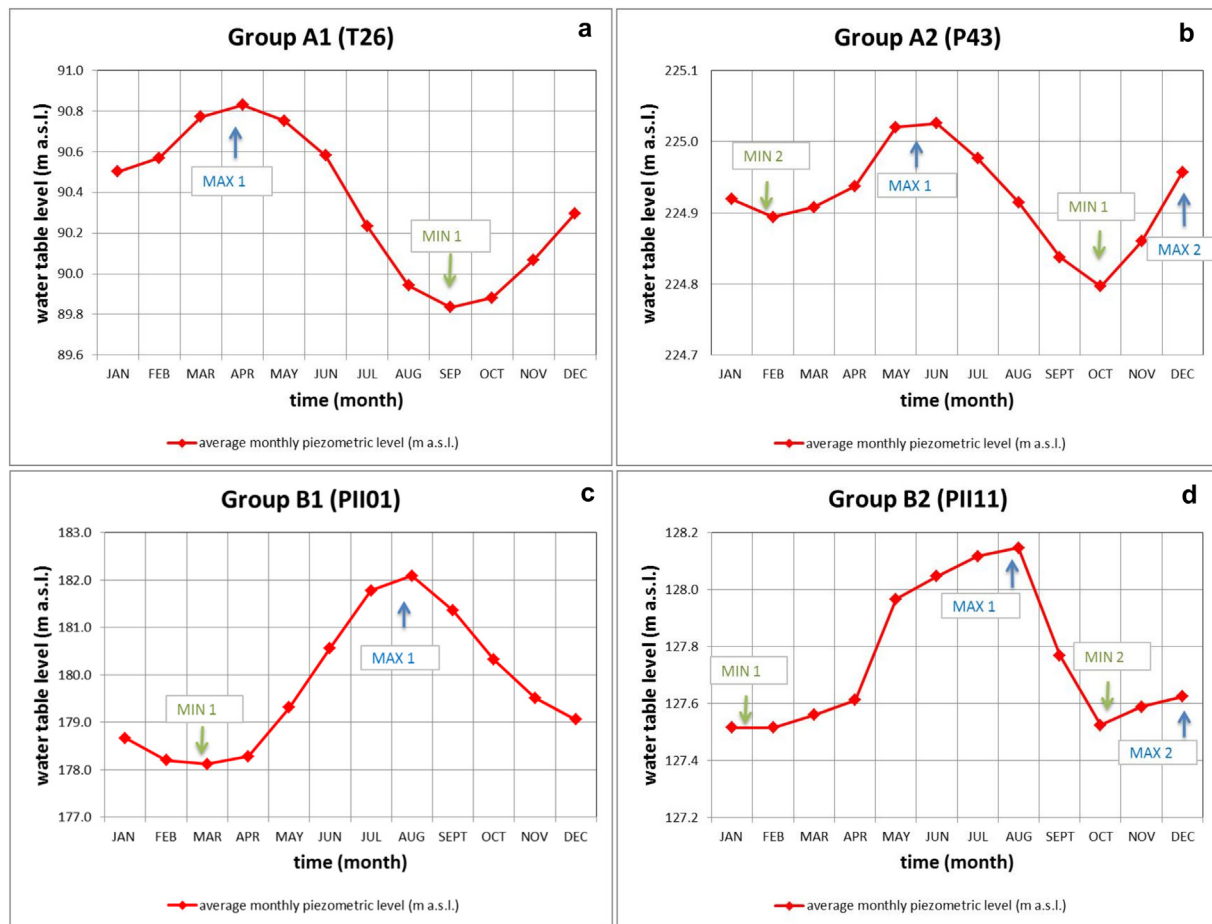 Group A1 (T26)
a
water table level (m a.s.l.)
91.0
90.8
90.6
90.4
90.2
90.0
89.8
89.6
MAX 1
MIN 1
JAN FEB MAR APR MAY JUN JUL AUG SEP OCT NOV DEC
time (month)
average monthly piezometric level (m a.s.l.)
Group A2 (P43)
b
water table level (m a.s.l.)
225.1
225.0
224.9
224.8
224.7
MIN 2
MAX 1
MIN 1
MAX 2
JAN FEB MAR APR MAY JUN JUL AUG SEPT OCT NOV DEC
time (month)
average monthly piezometric level (m a.s.l.)
Group B1 (PII01)
c
water table level (m a.s.l.)
183.0
182.0
181.0
180.0
179.0
178.0
177.0
MIN 1
MAX 1
JAN FEB MAR APR MAY JUN JUL AUG SEPT OCT NOV DEC
time (month)
average monthly piezometric level (m a.s.l.)
Group B2 (PII11)
d
water table level (m a.s.l.)
128.2
128.0
127.8
127.6
127.4
127.2
MIN 1
MAX 1
MIN 2
MAX 2
JAN FEB MAR APR MAY JUN JUL AUG SEPT OCT NOV DEC
time (month)
average monthly piezometric level (m a.s.l.)